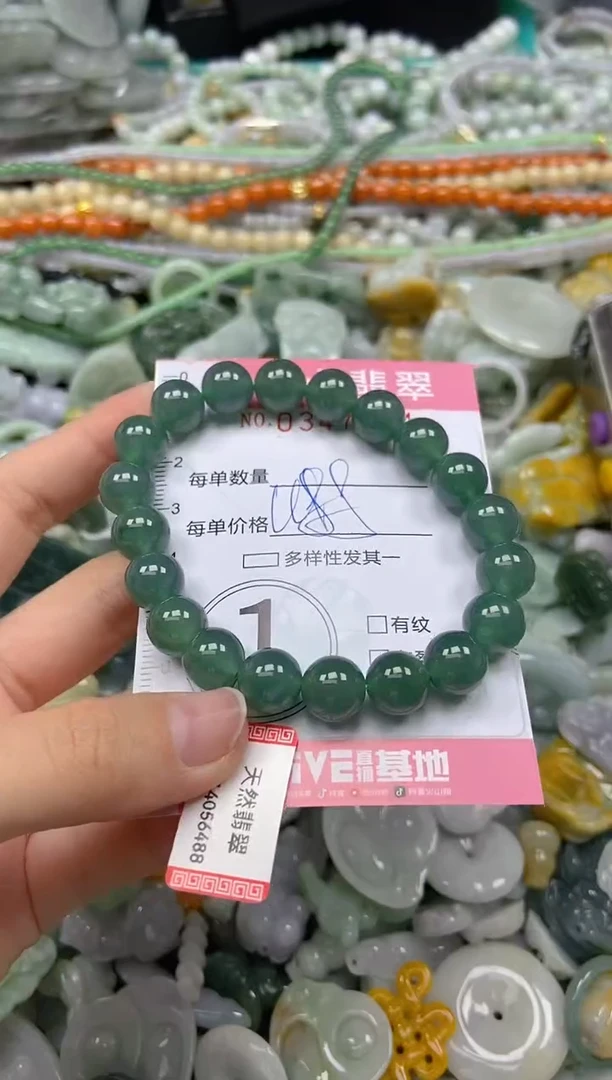 翡翠
NO.034
每单数量
每单价格
多样性发其一
1
有纹
0
2
3
iVE直播基地
天然翡翠
4056488